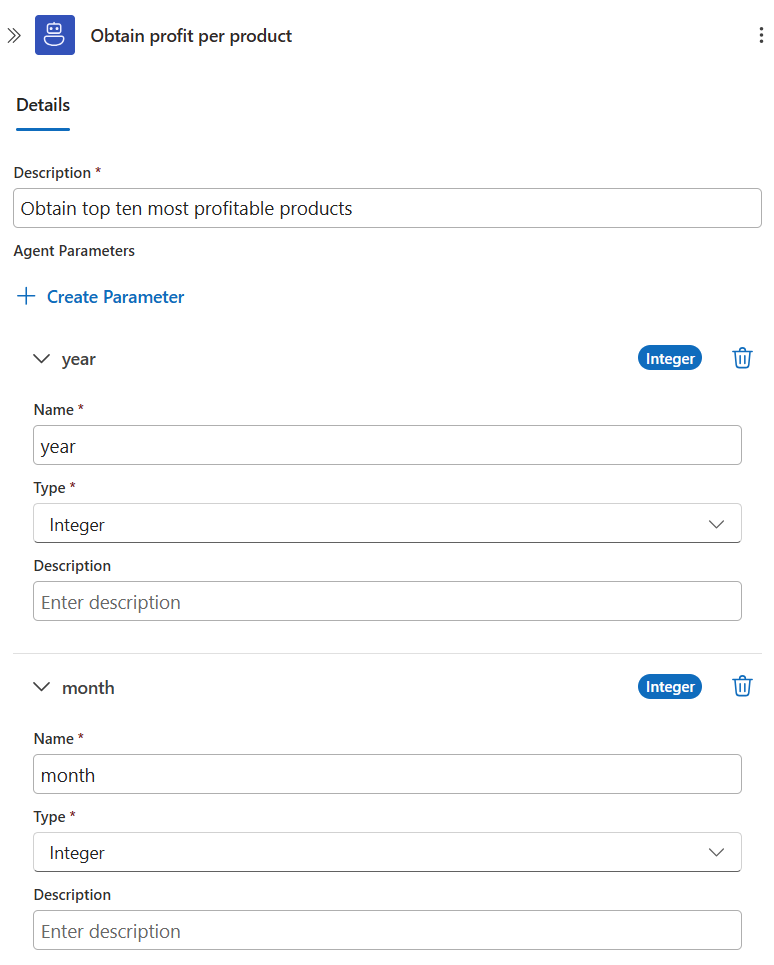 Obtain profit per product
Details
Description *
Obtain top ten most profitable products
Agent Parameters
Create Parameter
year Integer
Name *
year
Type *
Integer
Description
Enter description
month Integer
Name *
month
Type *
Integer
Description
Enter description